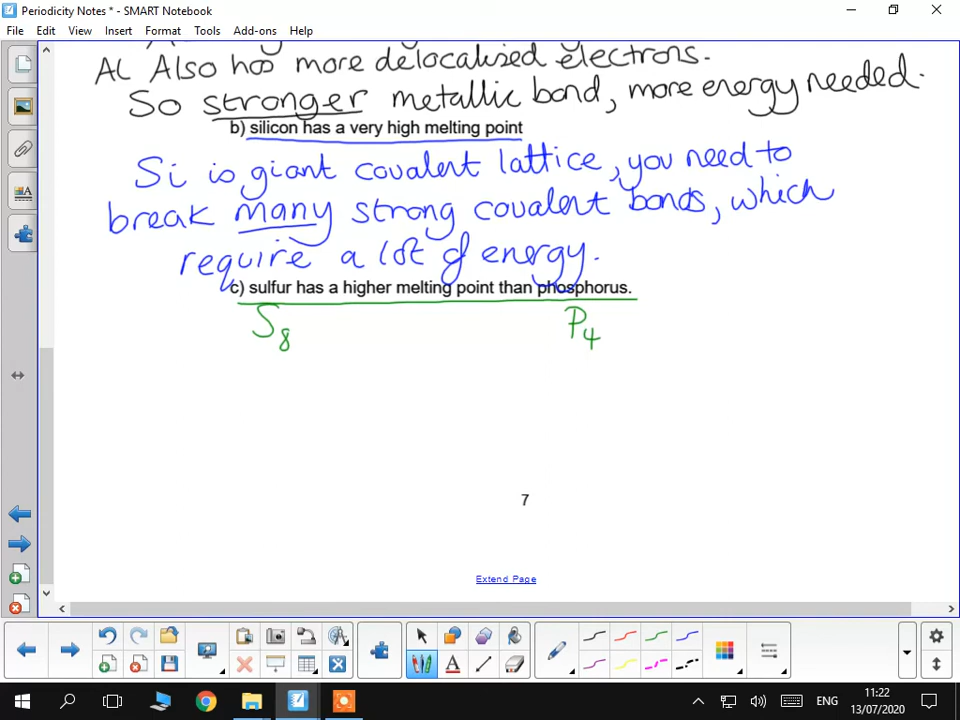 Periodicity Notes * - SMART Notebook
File Edit View Insert Format Tools Add-ons Help
Al Also has more delocalised electrons.
So stronger metallic bond, more energy needed.
b) silicon has a very high melting point
Si is giant covalent lattice, you need to
break many strong covalent bonds, which
require a lot of energy.
c) sulfur has a higher melting point than phosphorus.
S8 P4
7
Extend Page
ENG
11:22
13/07/2020